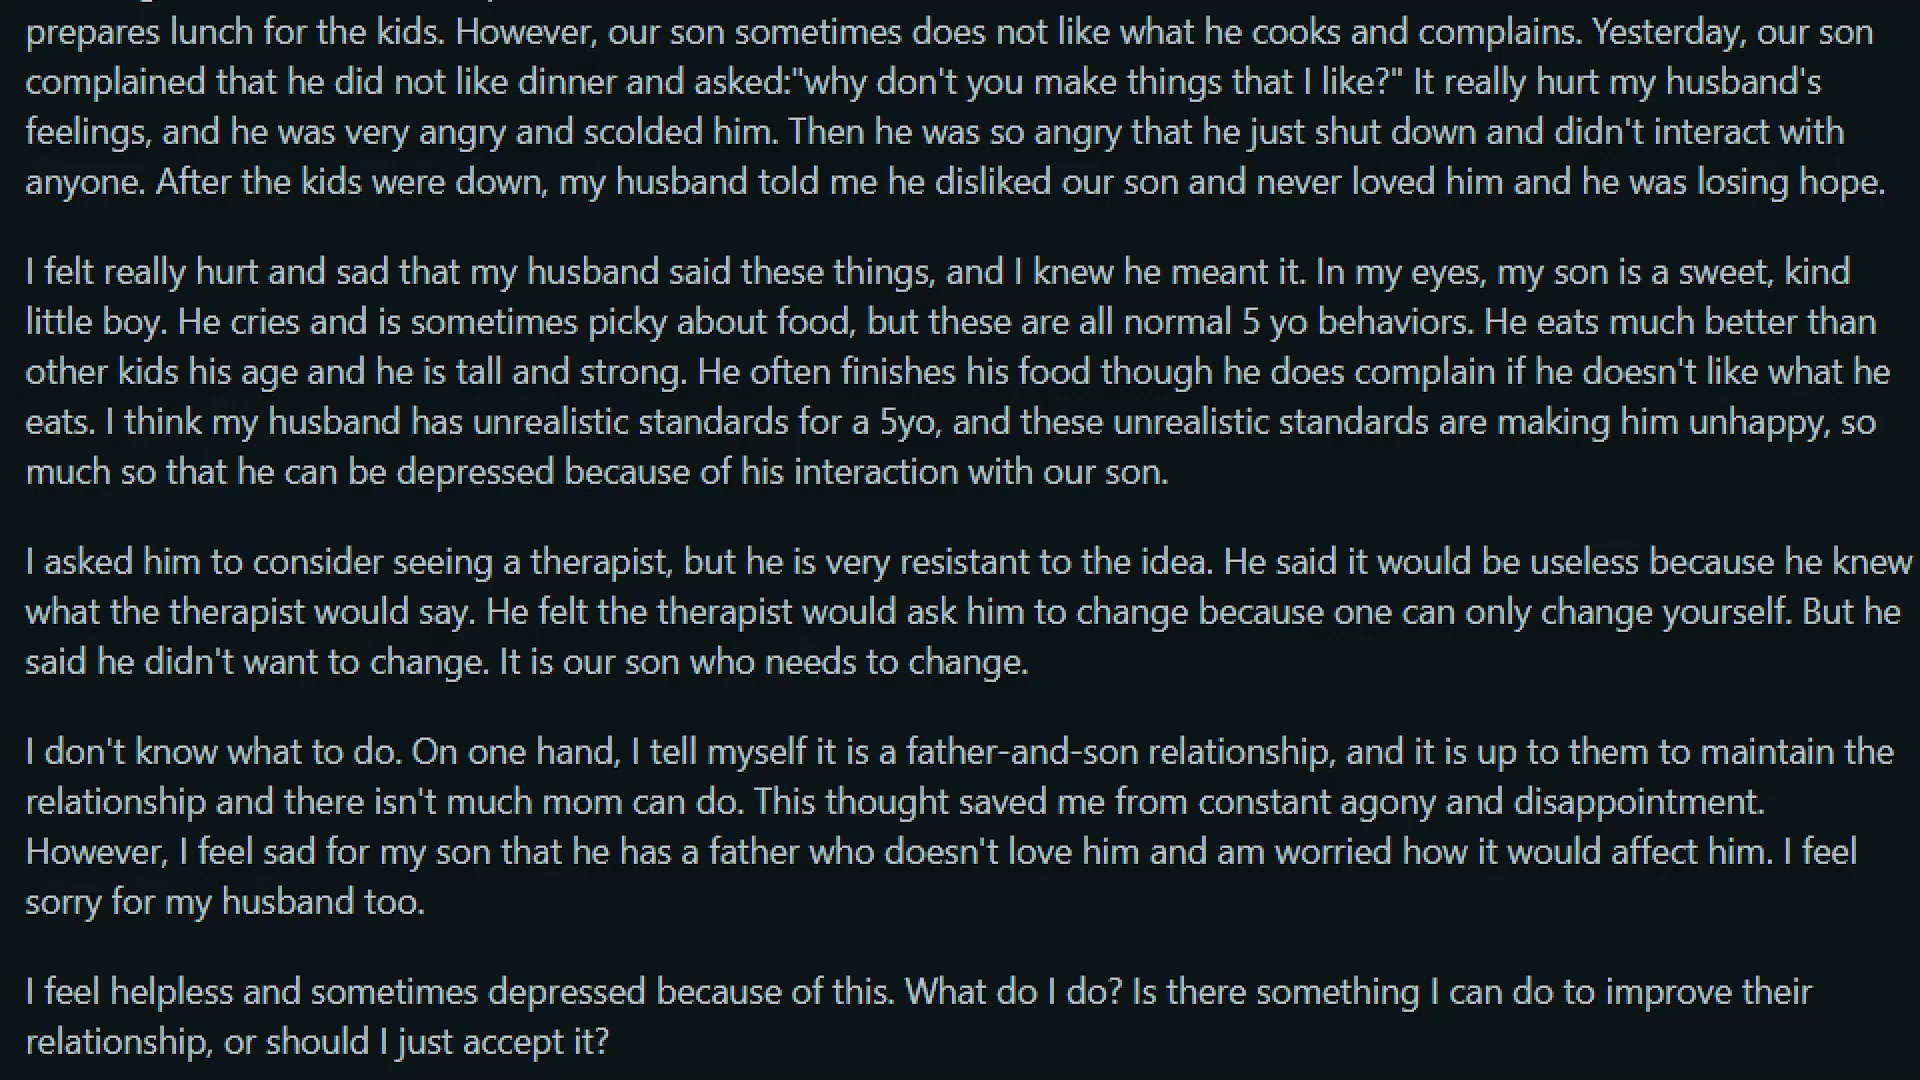 prepares lunch for the kids. However, our son sometimes does not like what he cooks and complains. Yesterday, our son
complained that he did not like dinner and asked:"why don't you make things that I like?" It really hurt my husband's
feelings, and he was very angry and scolded him. Then he was so angry that he just shut down and didn't interact with
anyone. After the kids were down, my husband told me he disliked our son and never loved him and he was losing hope.
I felt really hurt and sad that my husband said these things, and I knew he meant it. In my eyes, my son is a sweet, kind
little boy. He cries and is sometimes picky about food, but these are all normal 5 yo behaviors. He eats much better than
other kids his age and he is tall and strong. He often finishes his food though he does complain if he doesn't like what he
eats. I think my husband has unrealistic standards for a 5yo, and these unrealistic standards are making him unhappy, so
much so that he can be depressed because of his interaction with our son.
I asked him to consider seeing a therapist, but he is very resistant to the idea. He said it would be useless because he knew
what the therapist would say. He felt the therapist would ask him to change because one can only change yourself. But he
said he didn't want to change. It is our son who needs to change.
I don't know what to do. On one hand, I tell myself it is a father-and-son relationship, and it is up to them to maintain the
relationship and there isn't much mom can do. This thought saved me from constant agony and disappointment.
However, I feel sad for my son that he has a father who doesn't love him and am worried how it would affect him. I feel
sorry for my husband too.
I feel helpless and sometimes depressed because of this. What do I do? Is there something I can do to improve their
relationship, or should I just accept it?